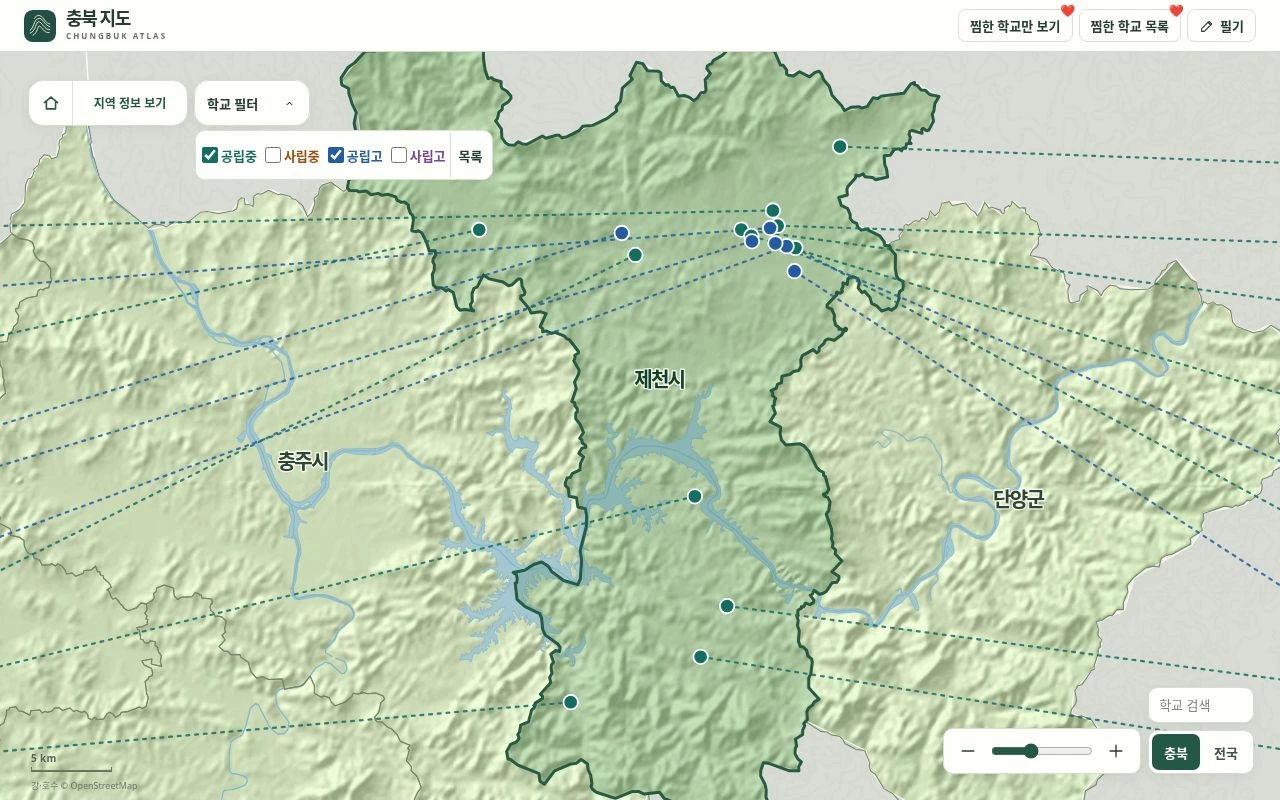 충북 지도
CHUNGBUK ATLAS
찜한 학교만 보기
찜한 학교 목록
필기
지역 정보 보기
학교 필터
공립중
사립중
공립고
사립고
목록
제천시
충주시
단양군
학교 검색
충북
전국
5 km
강·호수 © OpenStreetMap